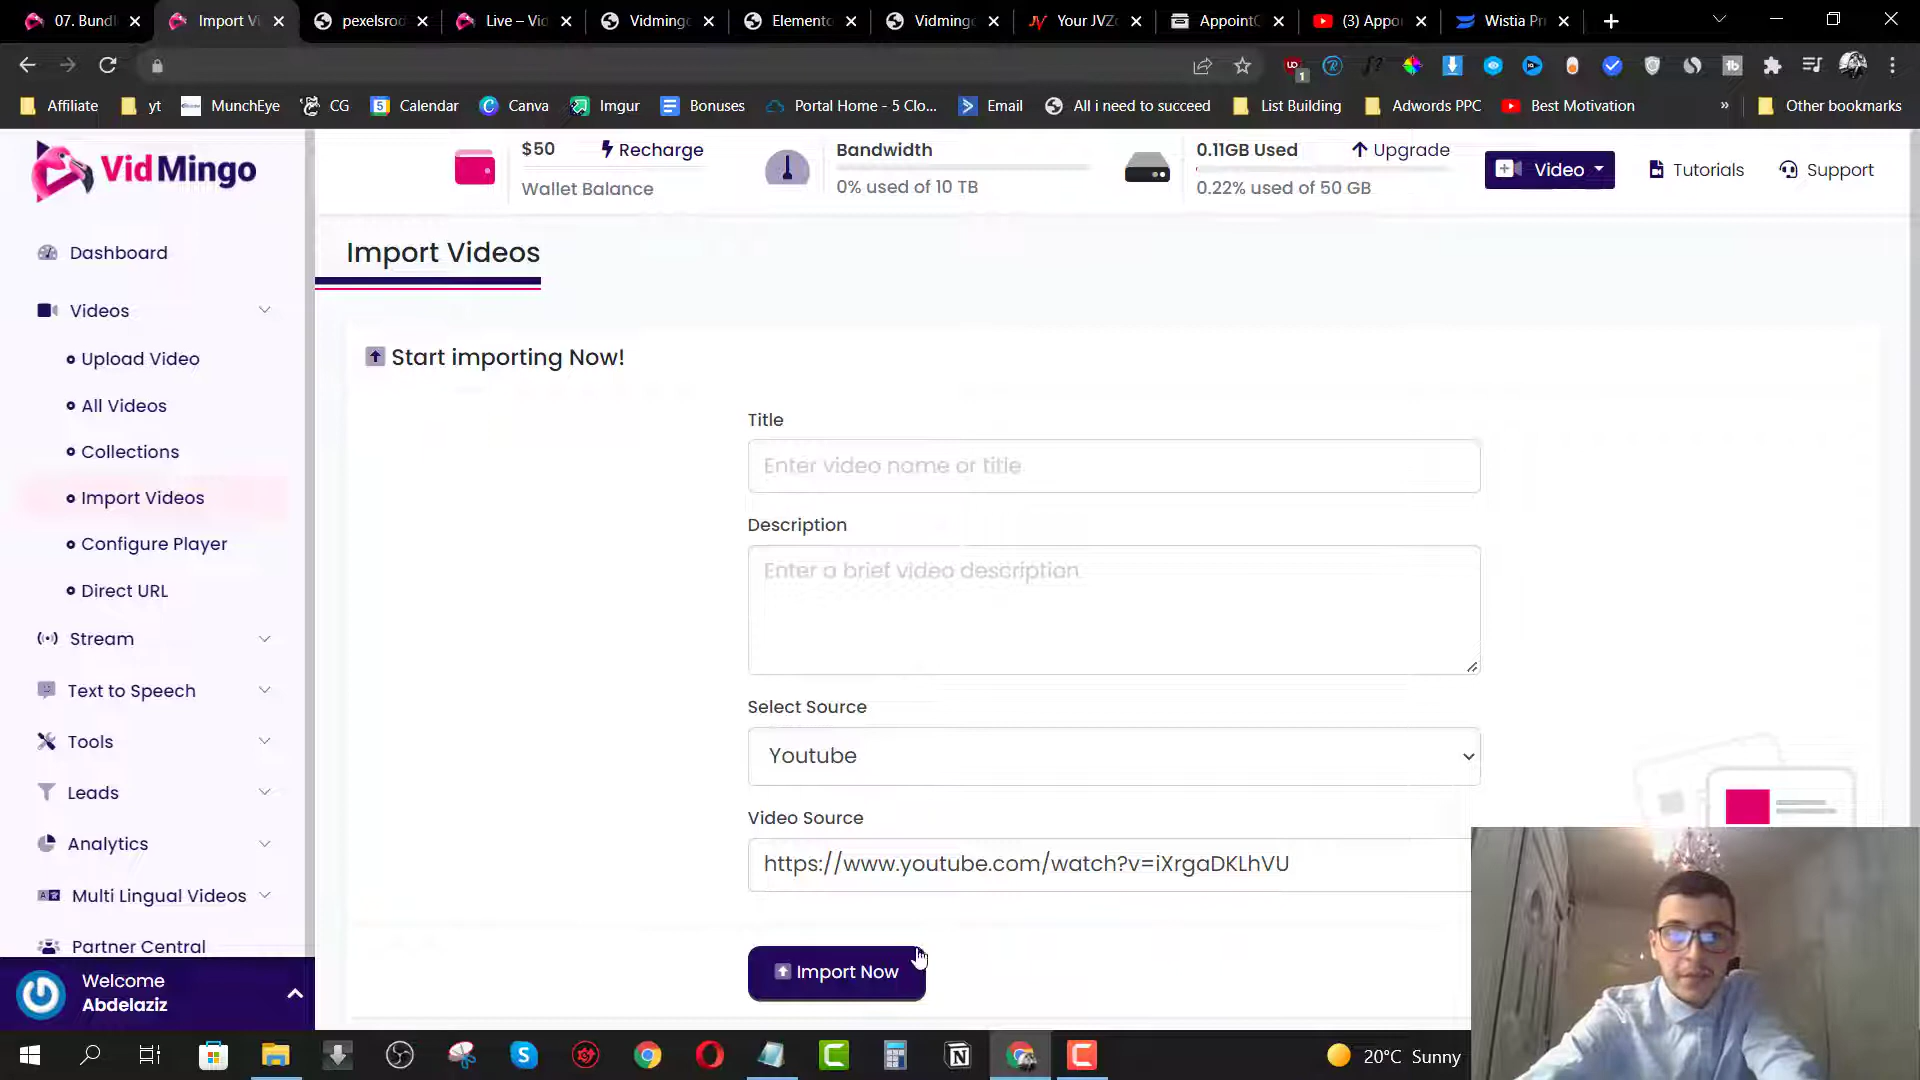 07. Bundl
Import Vi
pexelsrod
Live – Vid
Vidming
Elemento
Vidming
Your JVZ
AppointC
(3) Appo
Wistia Pr
Affiliate
yt
MunchEye
CG
Calendar
Canva
Imgur
Bonuses
Portal Home - 5 Clo...
Email
All i need to succeed
List Building
Adwords PPC
Best Motivation
»
Other bookmarks
VidMingo
$50
Recharge
Wallet Balance
Bandwidth
0% used of 10 TB
0.11GB Used
Upgrade
0.22% used of 50 GB
Video
Tutorials
Support
Dashboard
Videos
Upload Video
All Videos
Collections
Import Videos
Configure Player
Direct URL
Stream
Text to Speech
Tools
Leads
Analytics
Multi Lingual Videos
Partner Central
Welcome
Abdelaziz
Import Videos
Start importing Now!
Title
Enter video name or title
Description
Enter a brief video description
Select Source
Youtube
Video Source
https://www.youtube.com/watch?v=iXrgaDKLhVU
Import Now
20°C Sunny